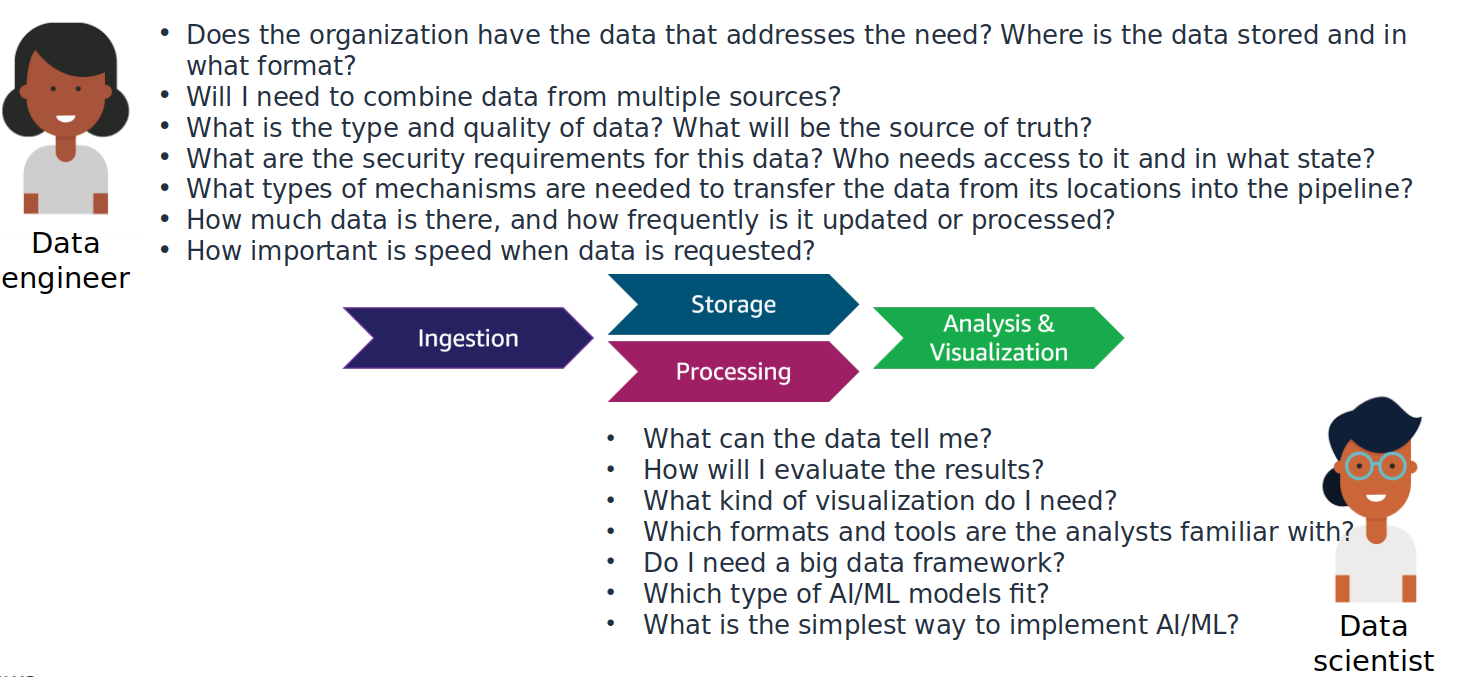 • Does the organization have the data that addresses the need? Where is the data stored and in
what format?
• Will I need to combine data from multiple sources?
• What is the type and quality of data? What will be the source of truth?
• What are the security requirements for this data? Who needs access to it and in what state?
• What types of mechanisms are needed to transfer the data from its locations into the pipeline?
• How much data is there, and how frequently is it updated or processed?
• How important is speed when data is requested?
Data
engineer
Ingestion
Storage
Processing
Analysis &
Visualization
• What can the data tell me?
• How will I evaluate the results?
• What kind of visualization do I need?
• Which formats and tools are the analysts familiar with?
• Do I need a big data framework?
• Which type of AI/ML models fit?
• What is the simplest way to implement AI/ML?
Data
scientist